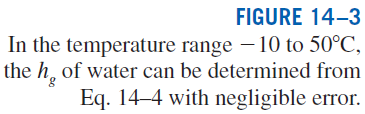 FIGURE 14–3
In the temperature range −10 to 50°C,
the hg of water can be determined from
Eq. 14–4 with negligible error.